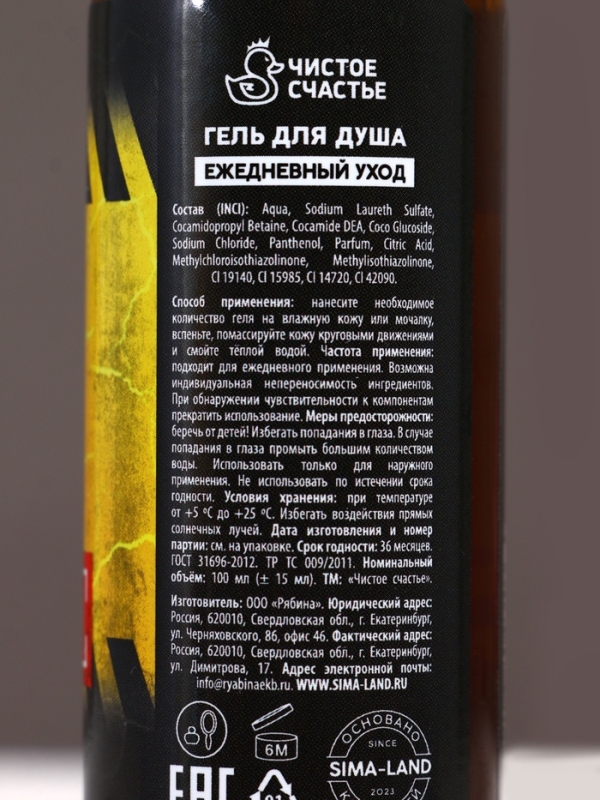 ЧИСТОЕ
СЧАСТЬЕ
ГЕЛЬ ДЛЯ ДУША
ЕЖЕДНЕВНЫЙ УХОД
Состав (INCI): Aqua, Sodium Laureth Sulfate,
Cocamidopropyl Betaine, Cocamide DEA, Coco Glucoside,
Sodium Chloride, Panthenol, Parfum, Citric Acid,
Methylchloroisothiazolinone, Methylisothiazolinone,
CI 19140, CI 15985, CI 14720, CI 42090.
Способ применения: нанесите необходимое
количество геля на влажную кожу или мочалку,
вспеньте, помассируйте кожу круговыми движениями
и смойте тёплой водой. Частота применения:
подходит для ежедневного применения. Возможна
индивидуальная непереносимость ингредиентов.
При обнаружении чувствительности к компонентам
прекратить использование. Меры предосторожности:
беречь от детей! Избегать попадания в глаза. В случае
попадания в глаза промыть большим количеством
воды. Использовать только для наружного
применения. Не использовать по истечении срока
годности. Условия хранения: при температуре
от +5 ºС до +25 ºС. Избегать воздействия прямых
солнечных лучей. Дата изготовления и номер
партии: см. на упаковке. Срок годности: 36 месяцев.
ГОСТ 31696-2012. ТР ТС 009/2011. Номинальный
объём: 100 мл (± 15 мл). ТМ: «Чистое счастье».
Изготовитель: ООО «Рябина». Юридический адрес:
Россия, 620010, Свердловская обл., г. Екатеринбург,
ул. Черняховского, 86, офис 46. Фактический адрес:
Россия, 620010, Свердловская обл., г. Екатеринбург,
ул. Димитрова, 17. Адрес электронной почты:
info@ryabinaekb.ru. WWW.SIMA-LAND.RU
6M
ОСНОВАНО
SINCE
SIMA-LAND
2023
EAC